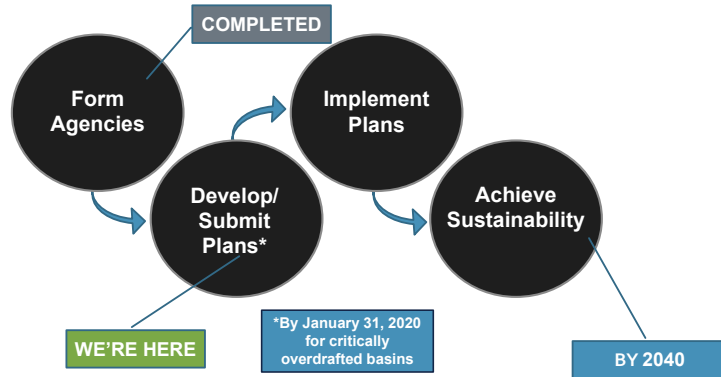 COMPLETED
Form
Agencies
Implement
Plans
Develop/
Submit
Plans*
Achieve
Sustainability
WE'RE HERE
*By January 31, 2020
for critically
overdrafted basins
BY 2040